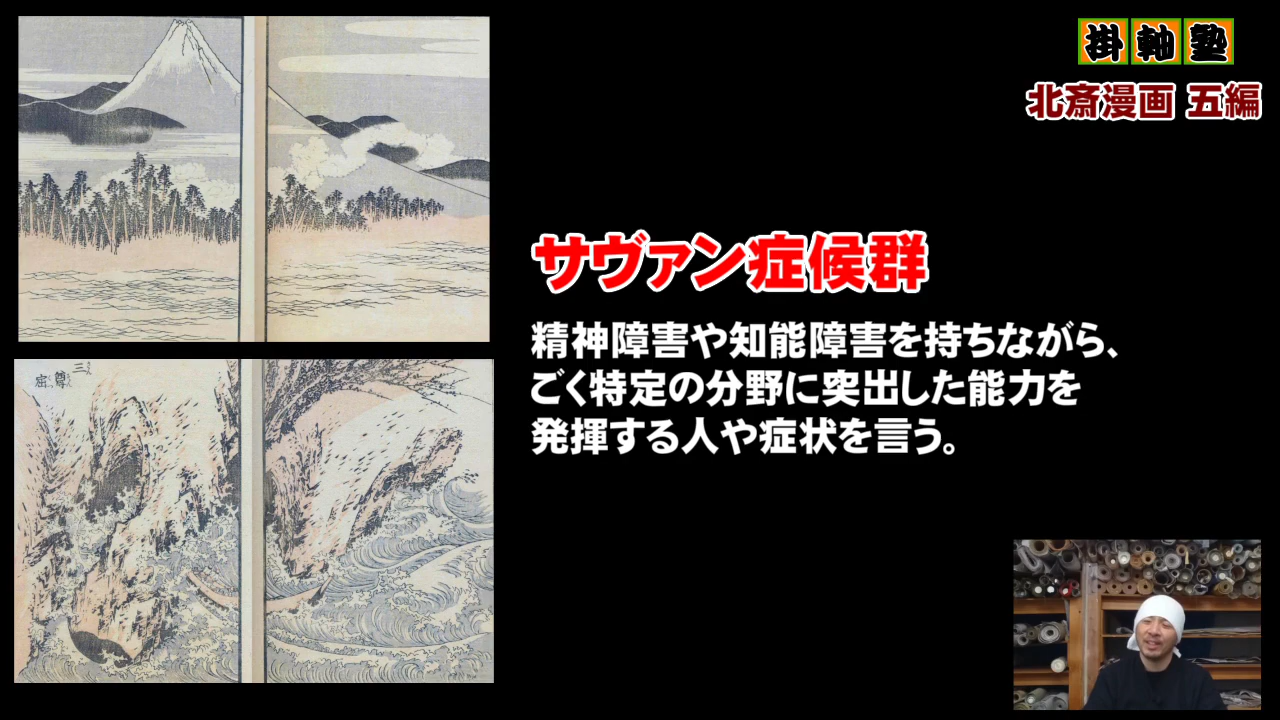 掛軸塾
北斎漫画 五編
サヴァン症候群
精神障害や知能障害を持ちながら、
ごく特定の分野に突出した能力を
発揮する人や症状を言う。